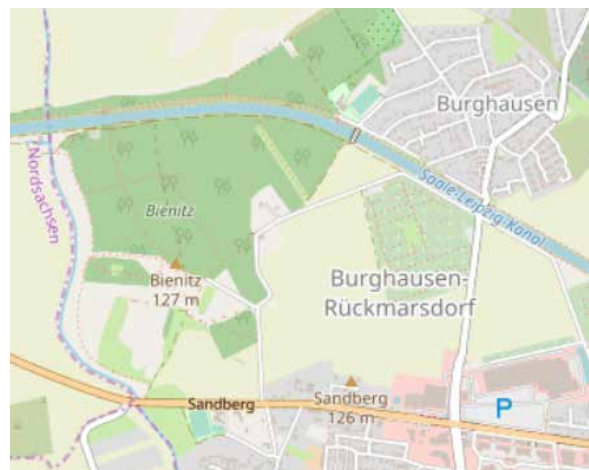 Burghausen
Nordsachsen
Saale-Leipzig-Kanal
Bienitz
Bienitz
127 m
Burghausen-
Rückmarsdorf
Sandberg
Sandberg
126 m
P